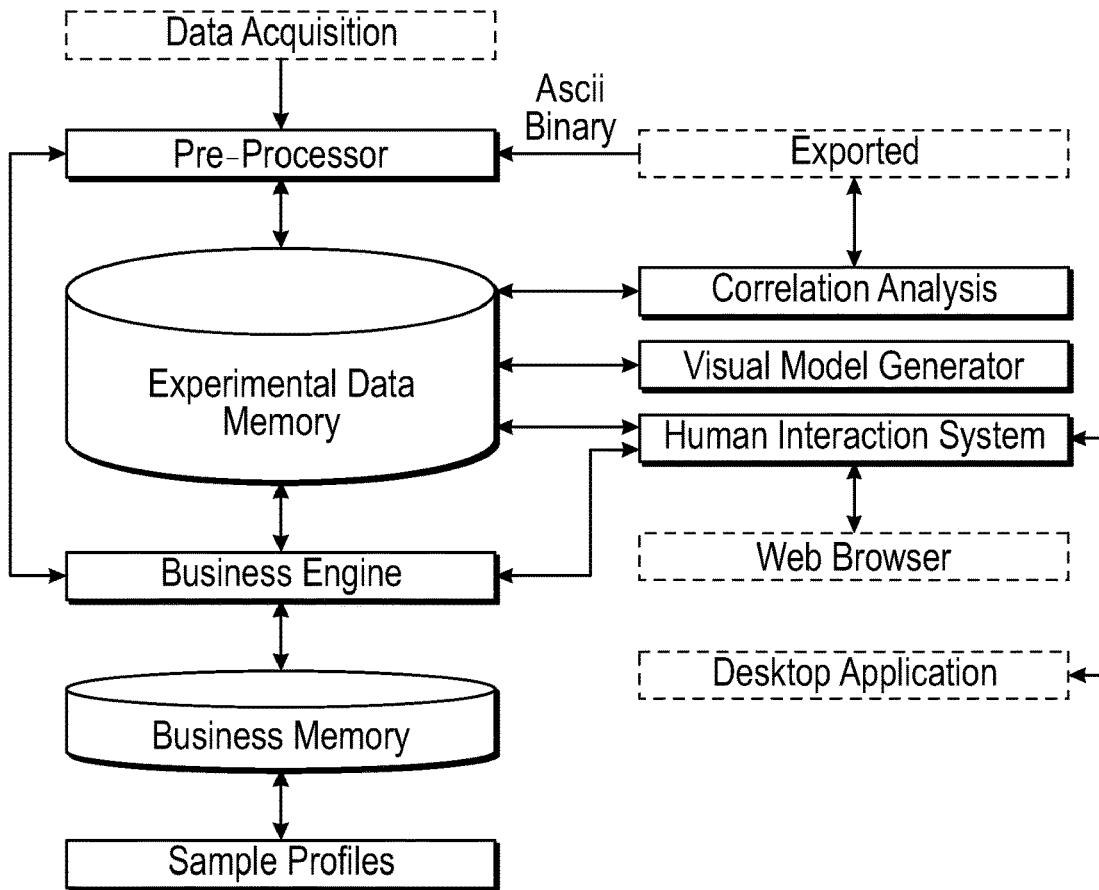 Data Acquisition
Ascii
Binary
Pre-Processor
Exported
Correlation Analysis
Visual Model Generator
Experimental Data
Memory
Human Interaction System
Web Browser
Business Engine
Desktop Application
Business Memory
Sample Profiles